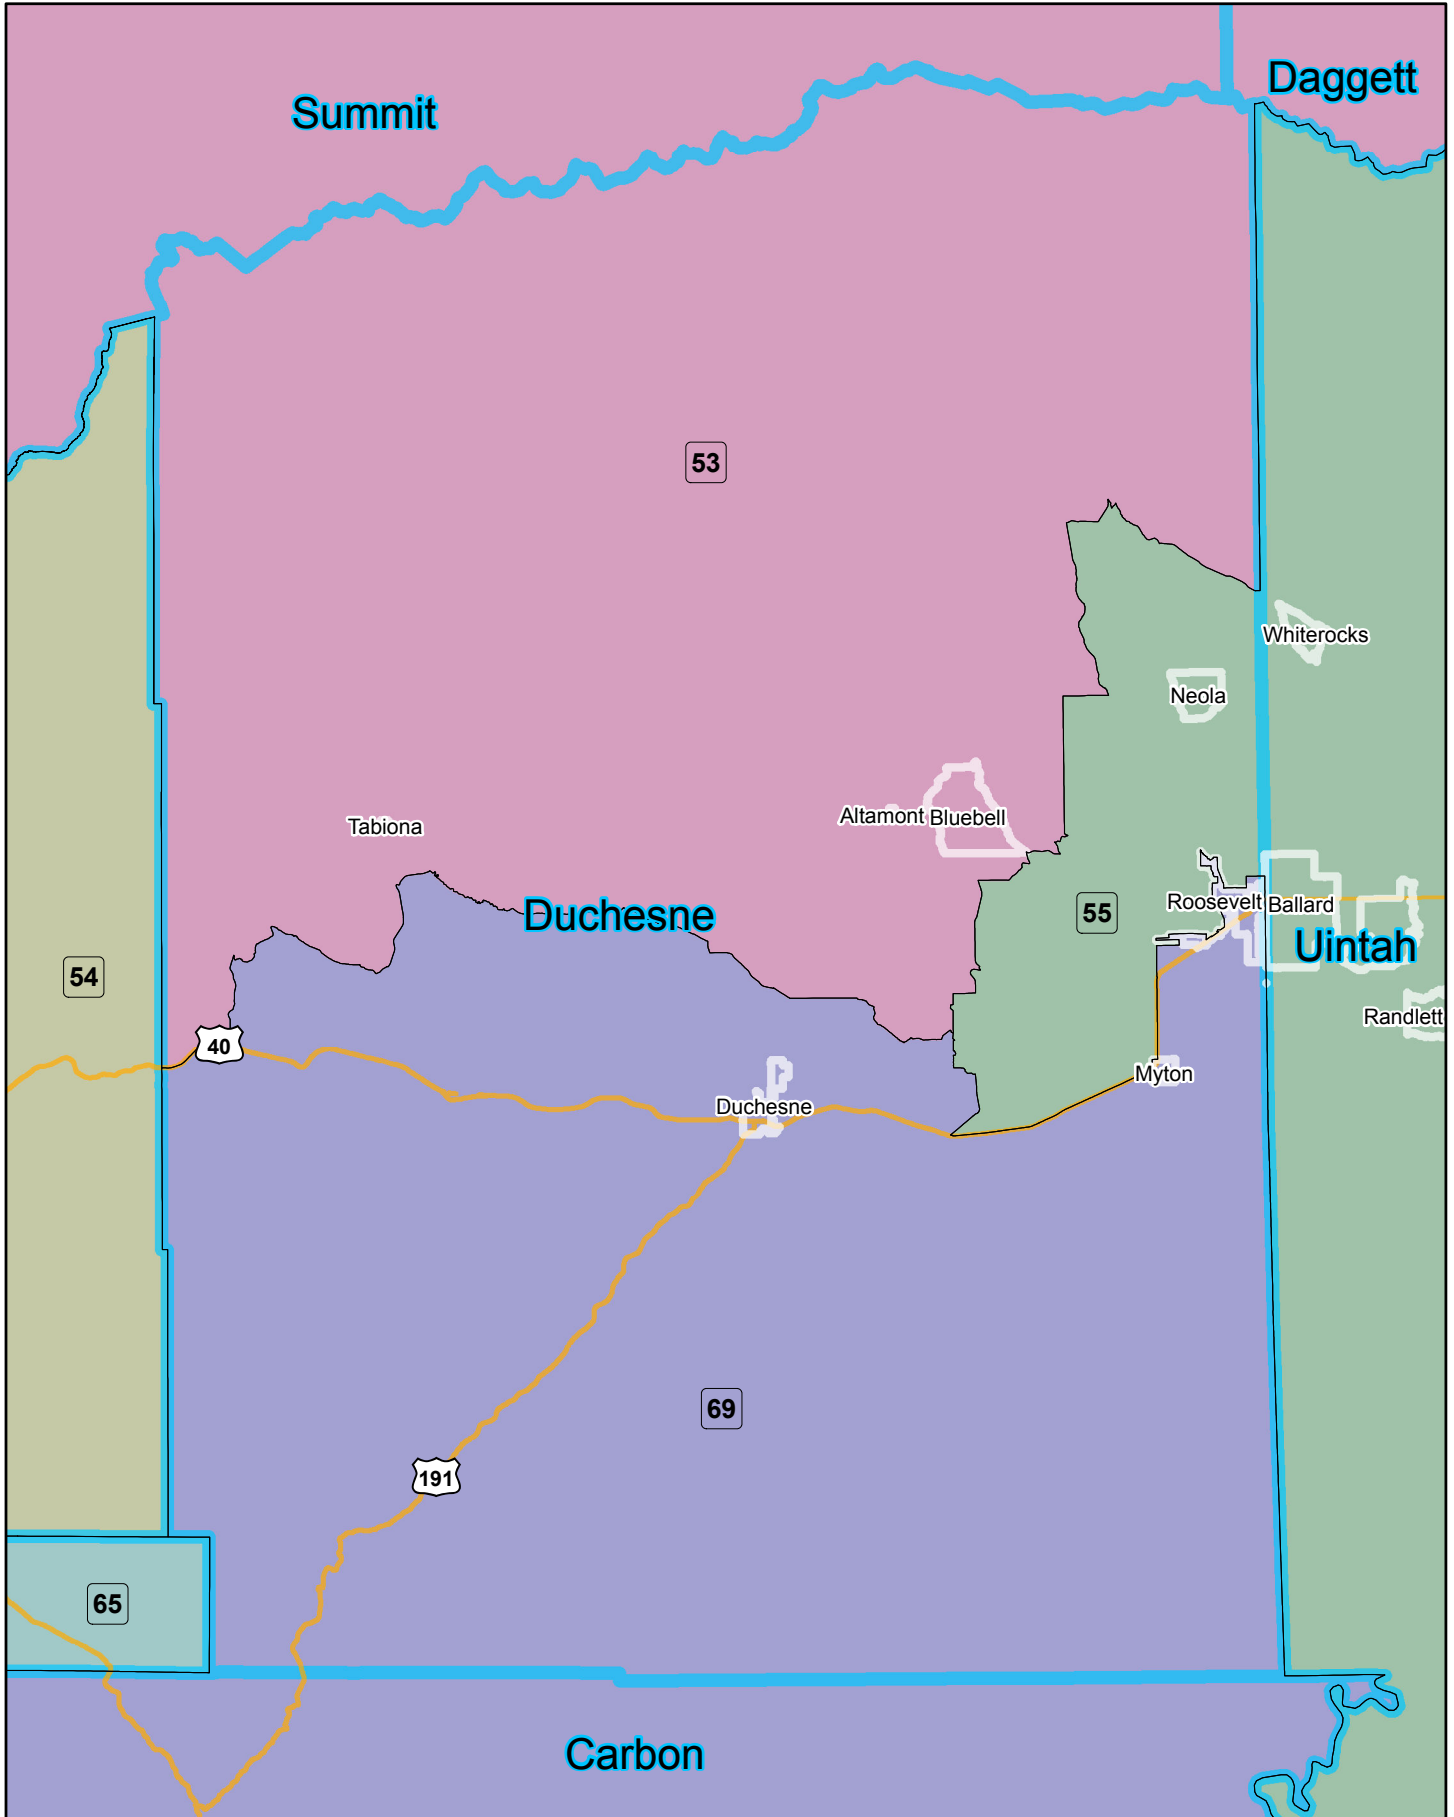 Daggett
Summit
53
Whiterocks
Neola
Altamont
Bluebell
Tabiona
Roosevelt
Ballard
55
Duchesne
Uintah
54
Randlett
40
Myton
Duchesne
69
191
65
Carbon